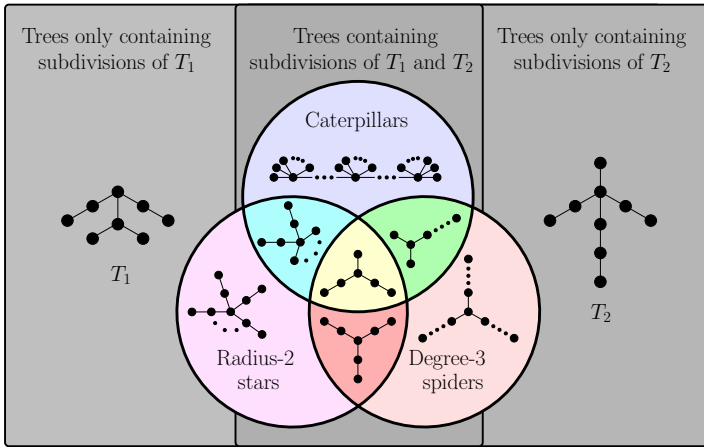 Trees only containing
subdivisions of T₁
Trees containing
subdivisions of T₁ and T₂
Trees only containing
subdivisions of T₂
Caterpillars
T₁
T₂
Radius-2
stars
Degree-3
spiders